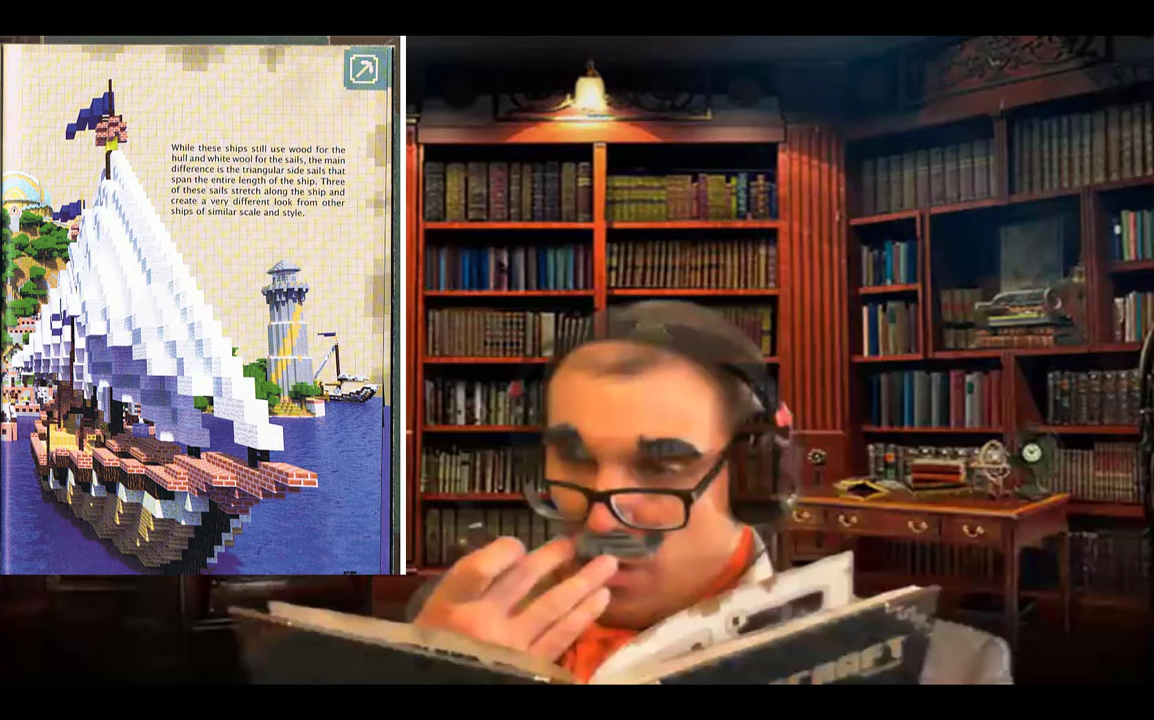 While these ships still use wood for the
hull and white wool for the sails, the main
difference is the triangular side sails that
span the entire length of the ship. Three
of these sails stretch along the ship and
create a very different look from other
ships of similar scale and style.